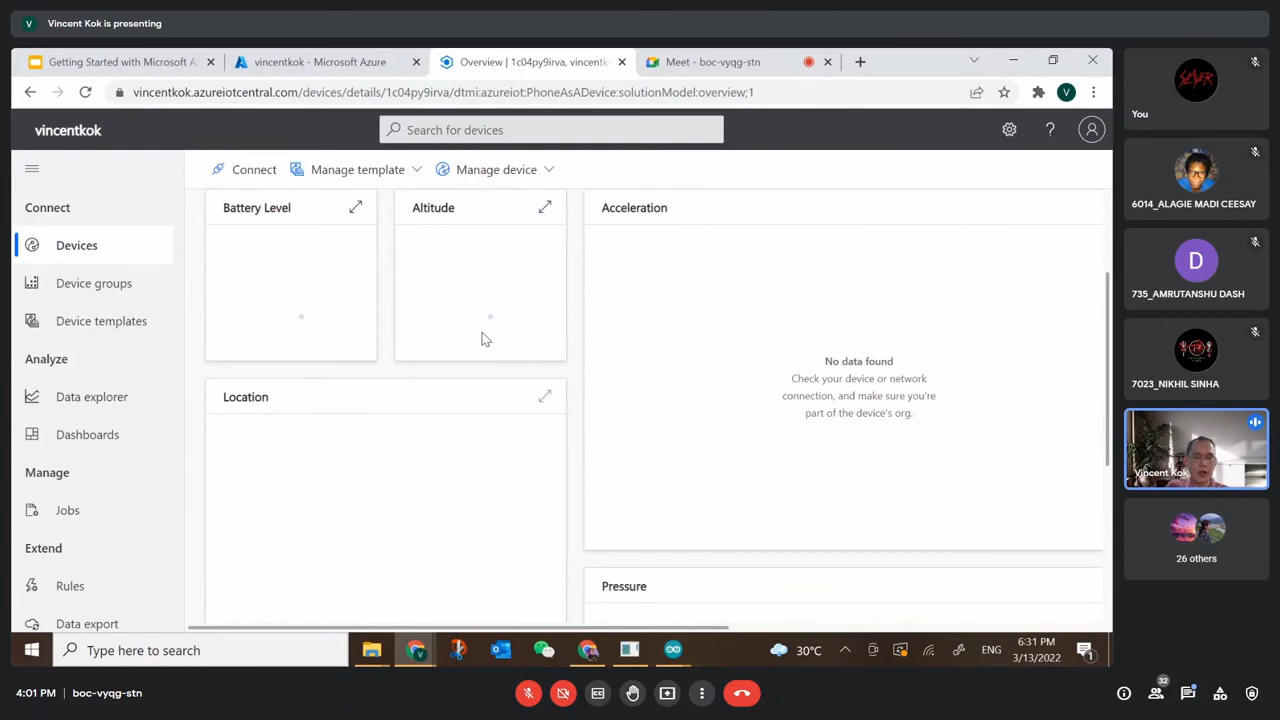 V
Vincent Kok is presenting
Getting Started with Microsoft A
vincentkok - Microsoft Azure
Overview | 1c04py9irva, vincentk
Meet - boc-vyqg-stn
vincentkok.azureiotcentral.com/devices/details/1c04py9irva/dtmi:azureiot:PhoneAsADevice:solutionModel:overview;1
V
vincentkok
Search for devices
Connect
Manage template
Manage device
Connect
Devices
Device groups
Device templates
Analyze
Data explorer
Dashboards
Manage
Jobs
Extend
Rules
Data export
Battery Level
Altitude
Acceleration
No data found
Check your device or network
connection, and make sure you're
part of the device's org.
Location
Pressure
Type here to search
30°C
ENG
6:31 PM
3/13/2022
1
SLAYER
You
6014_ALAGIE MADI CEESAY
D
735_AMRUTANSHU DASH
7023_NIKHIL SINHA
Vincent Kok
26 others
4:01 PM
boc-vyqg-stn
32